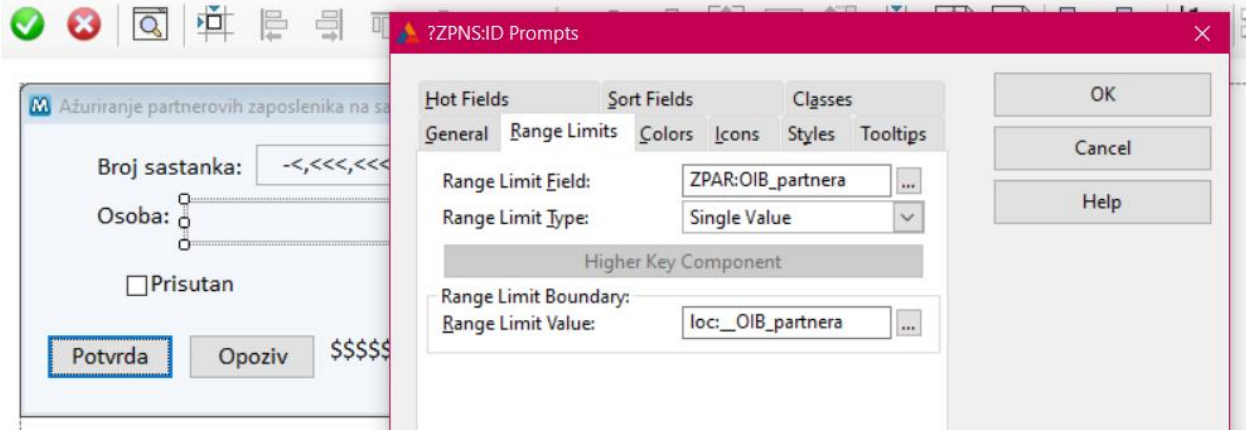 ?ZPNS:ID Prompts
Ažuriranje partnerovih zaposlenika na sa
Broj sastanka:
-<,<<<,<<<
Osoba:
Prisutan
Potvrda
Opoziv
$$$$$
Hot Fields
Sort Fields
Classes
General
Range Limits
Colors
Icons
Styles
Tooltips
Range Limit Field:
ZPAR:OIB_partnera
...
Range Limit Type:
Single Value
Higher Key Component
Range Limit Boundary:
Range Limit Value:
loc:__OIB_partnera
...
OK
Cancel
Help